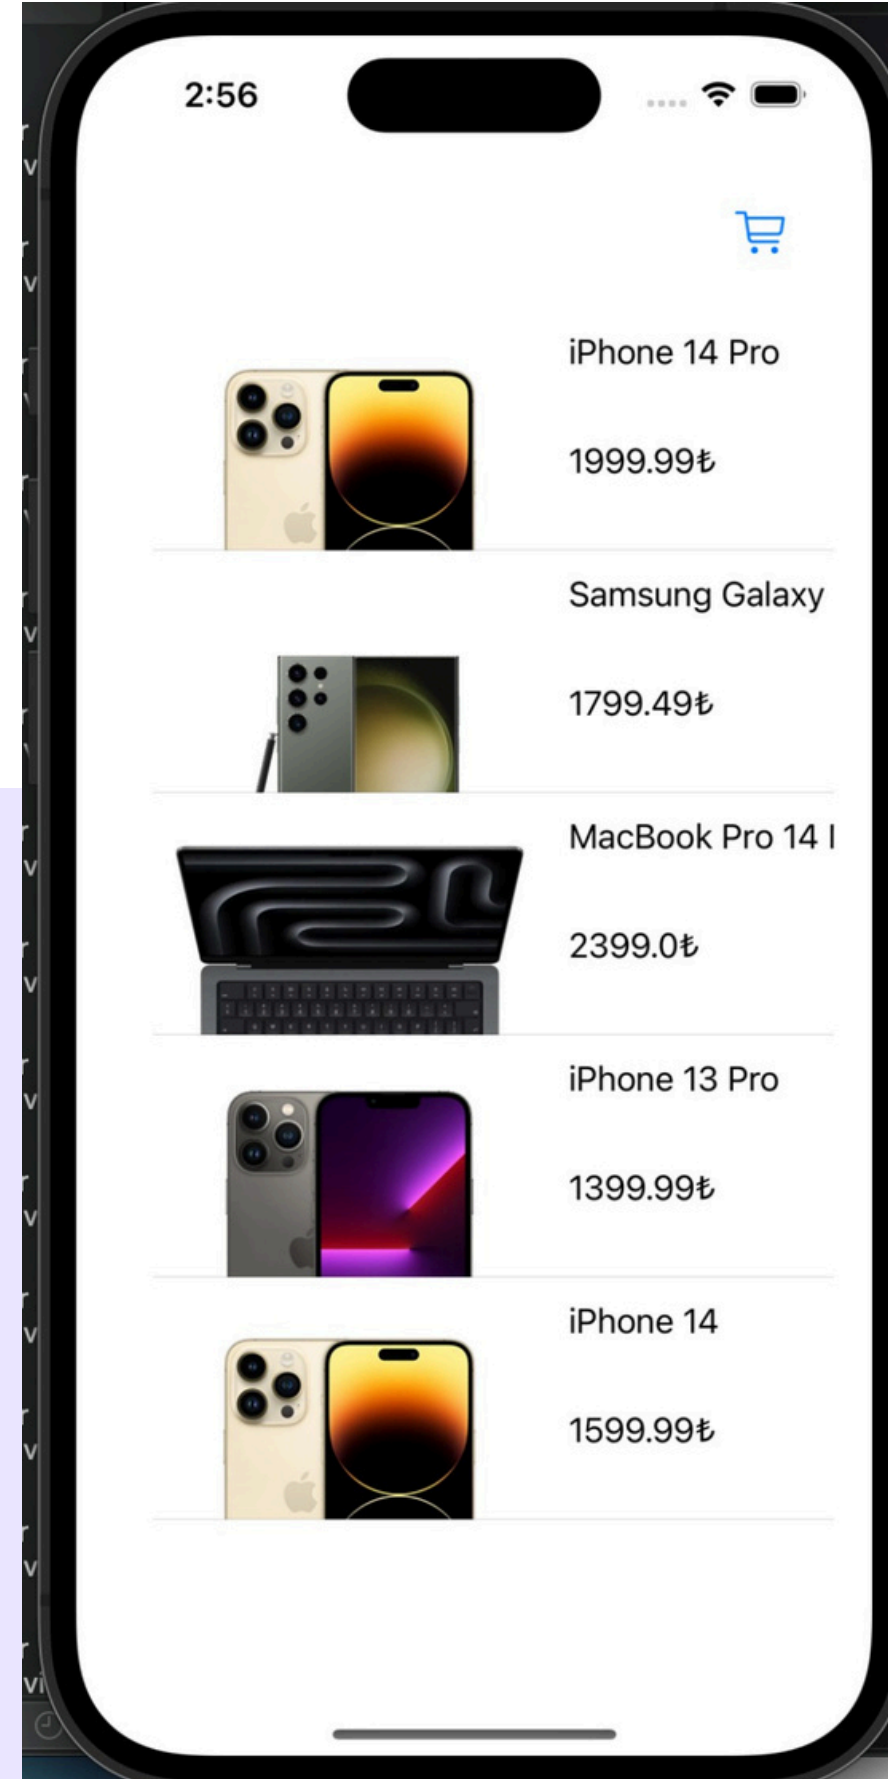 2:56
iPhone 14 Pro
1999.99₺
Samsung Galaxy
1799.49₺
MacBook Pro 14
2399.0₺
iPhone 13 Pro
1399.99₺
iPhone 14
1599.99₺